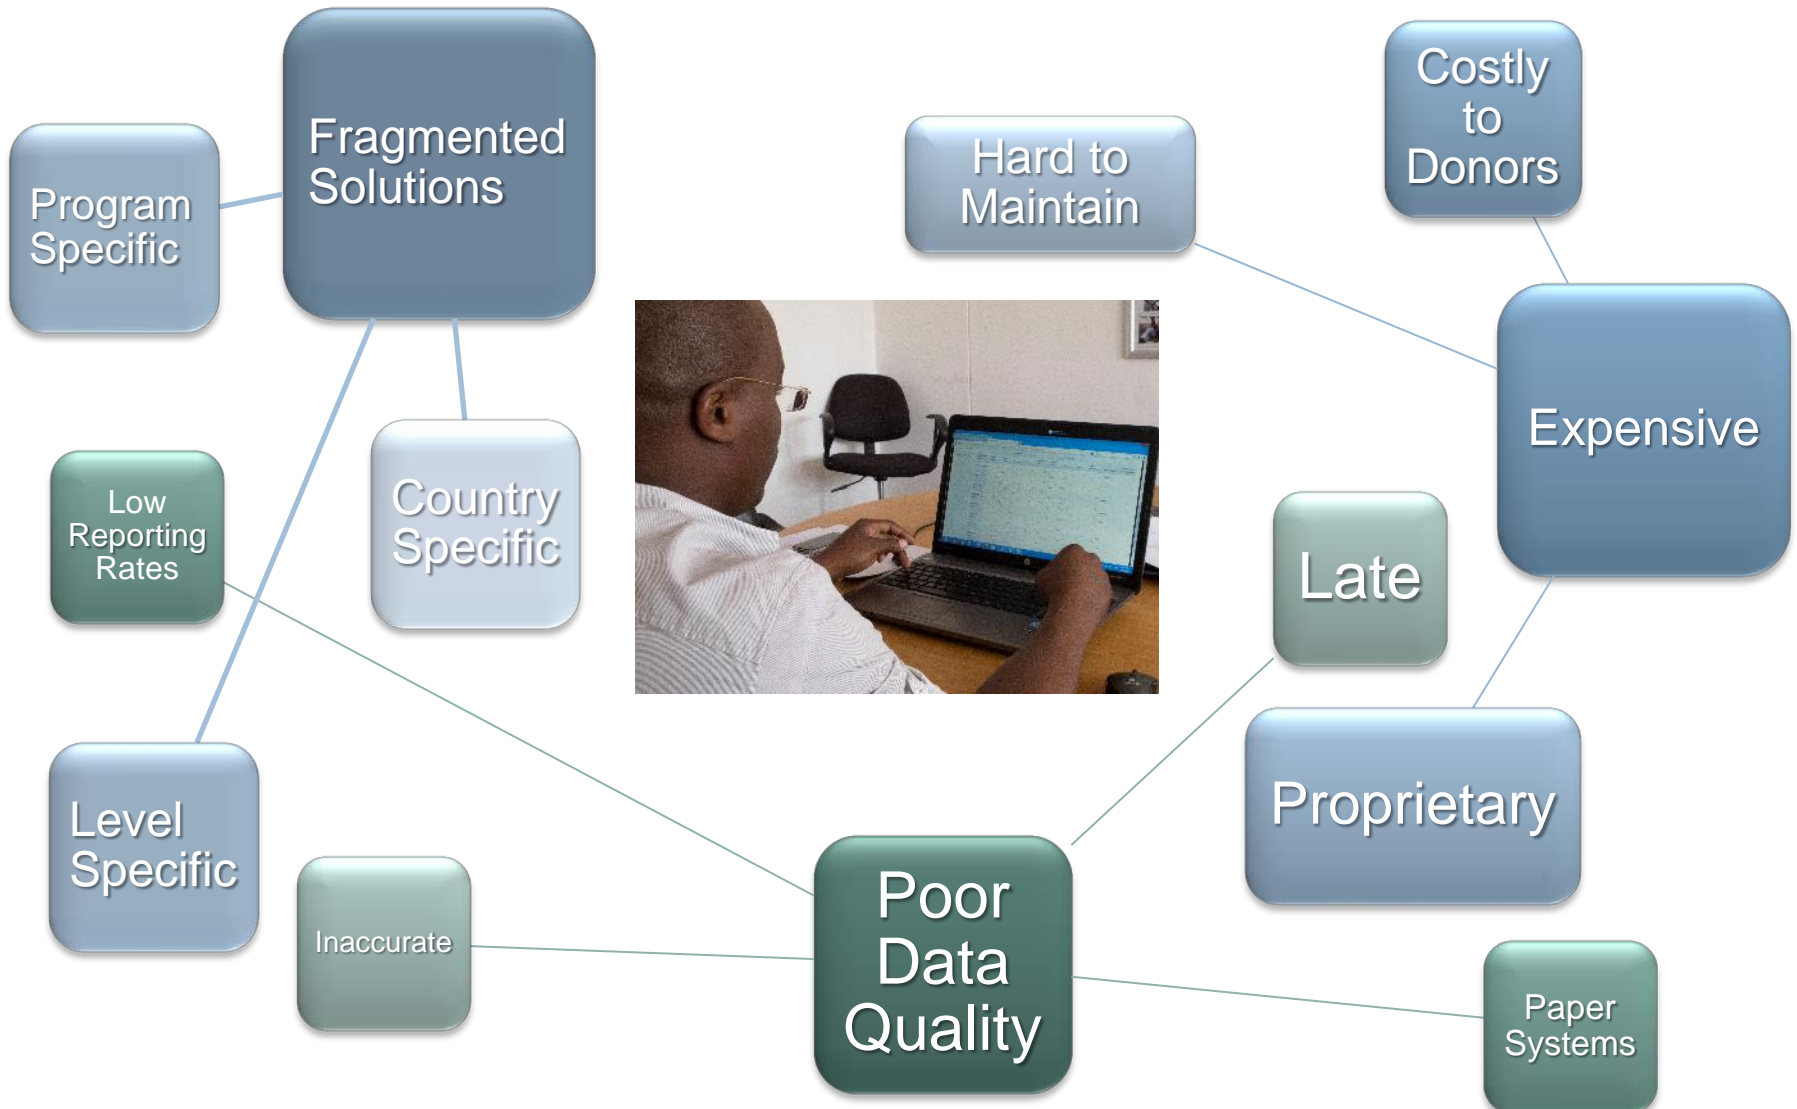 Fragmented
Solutions
Program
Specific
Country
Specific
Level
Specific
Hard to
Maintain
Costly
to
Donors
Expensive
Proprietary
Low
Reporting
Rates
Inaccurate
Poor
Data
Quality
Late
Paper
Systems